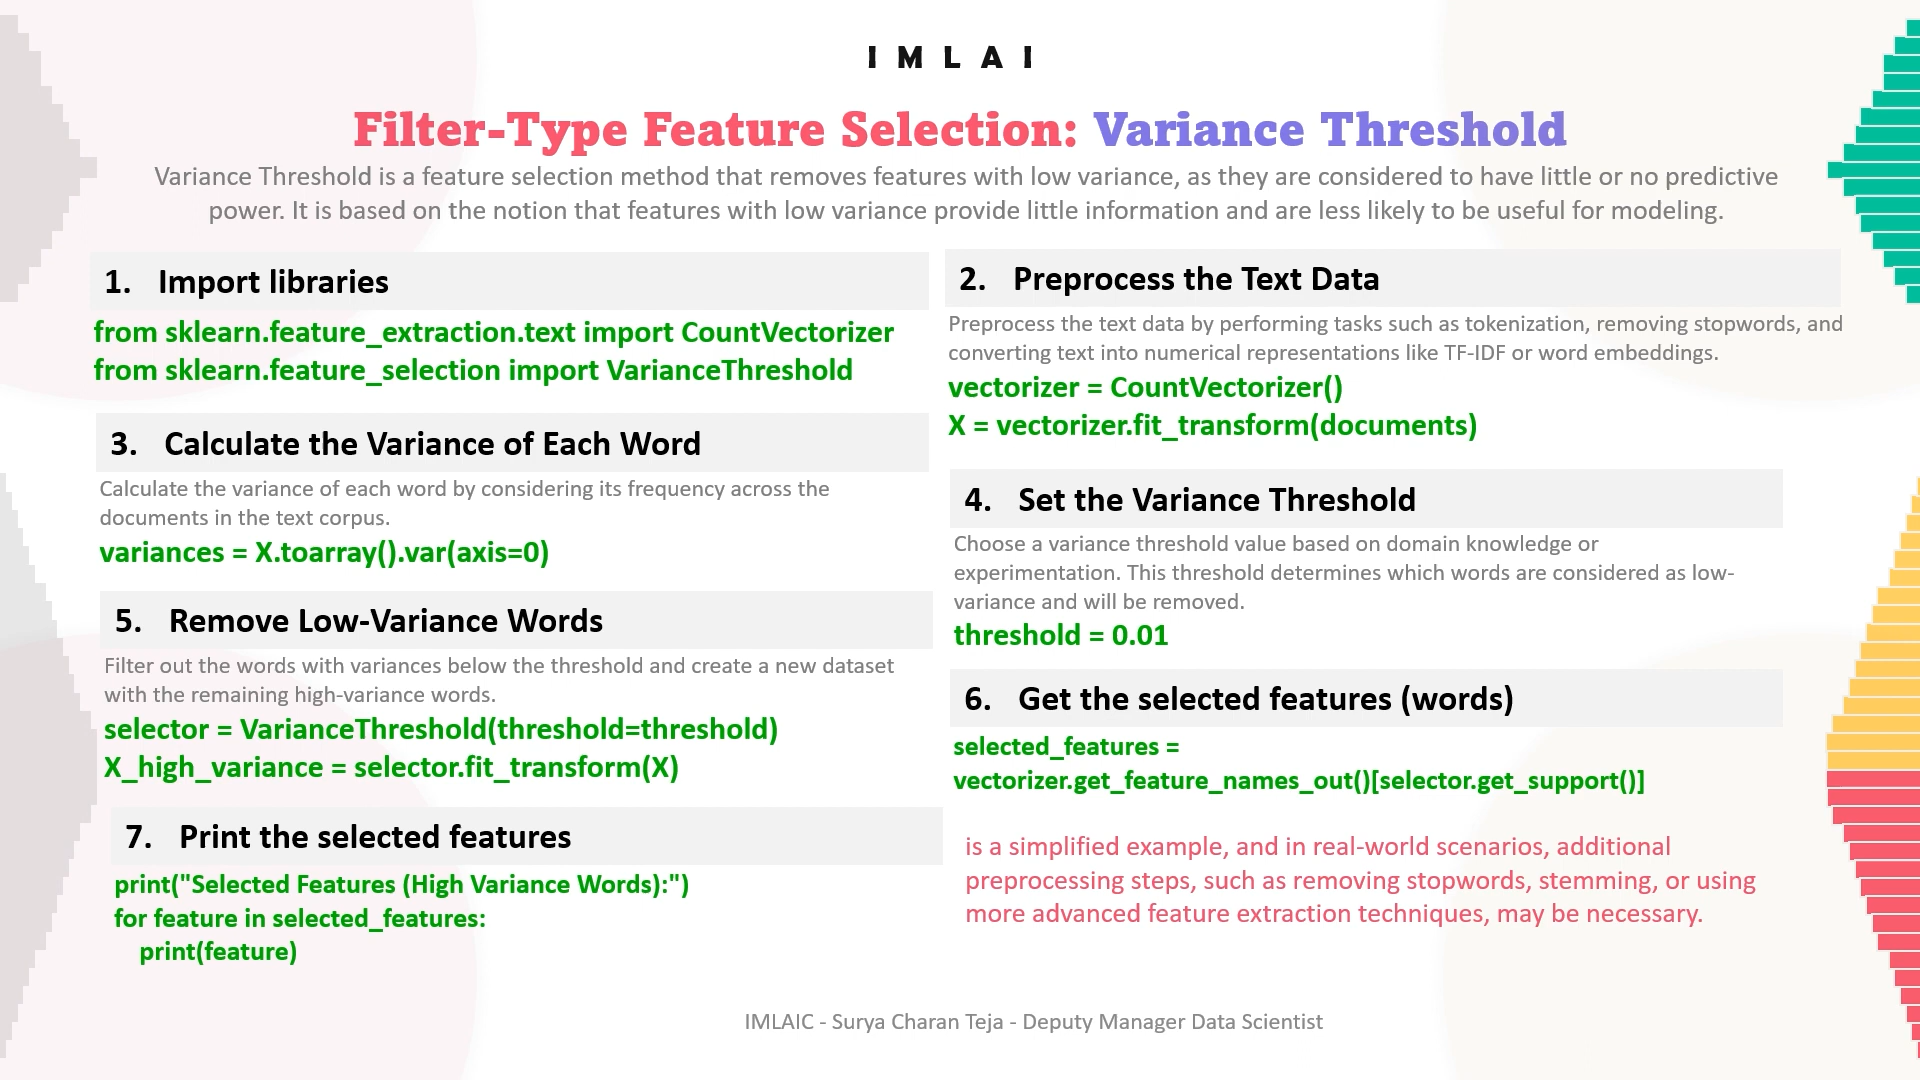 IMLAI
Filter-Type Feature Selection: Variance Threshold
Variance Threshold is a feature selection method that removes features with low variance, as they are considered to have little or no predictive
power. It is based on the notion that features with low variance provide little information and are less likely to be useful for modeling.
1. Import libraries
from sklearn.feature_extraction.text import CountVectorizer
from sklearn.feature_selection import VarianceThreshold
2. Preprocess the Text Data
Preprocess the text data by performing tasks such as tokenization, removing stopwords, and
converting text into numerical representations like TF-IDF or word embeddings.
vectorizer = CountVectorizer()
X = vectorizer.fit_transform(documents)
3. Calculate the Variance of Each Word
Calculate the variance of each word by considering its frequency across the
documents in the text corpus.
variances = X.toarray().var(axis=0)
4. Set the Variance Threshold
Choose a variance threshold value based on domain knowledge or
experimentation. This threshold determines which words are considered as low-
variance and will be removed.
threshold = 0.01
5. Remove Low-Variance Words
Filter out the words with variances below the threshold and create a new dataset
with the remaining high-variance words.
selector = VarianceThreshold(threshold=threshold)
X_high_variance = selector.fit_transform(X)
6. Get the selected features (words)
selected_features =
vectorizer.get_feature_names_out()[selector.get_support()]
7. Print the selected features
print("Selected Features (High Variance Words):")
for feature in selected_features:
print(feature)
is a simplified example, and in real-world scenarios, additional
preprocessing steps, such as removing stopwords, stemming, or using
more advanced feature extraction techniques, may be necessary.
IMLAIC - Surya Charan Teja - Deputy Manager Data Scientist